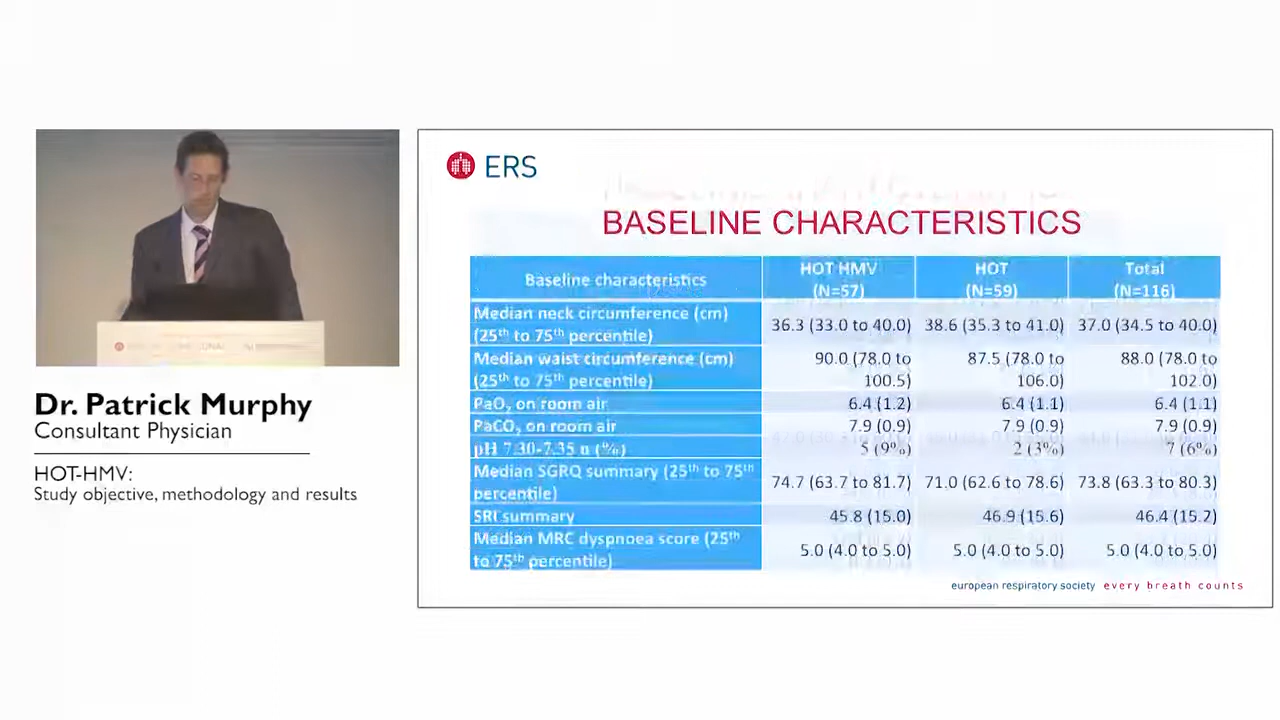 ERS
BASELINE CHARACTERISTICS
Baseline characteristics HOT HMV (N=57) HOT (N=59) Total (N=116)
Median neck circumference (cm) (25th to 75th percentile) 36.3 (33.0 to 40.0) 38.6 (35.3 to 41.0) 37.0 (34.5 to 40.0)
Median waist circumference (cm) (25th to 75th percentile) 90.0 (78.0 to 100.5) 87.5 (78.0 to 106.0) 88.0 (78.0 to 102.0)
PaO2 on room air 6.4 (1.2) 6.4 (1.1) 6.4 (1.1)
PaCO2 on room air 7.9 (0.9) 7.9 (0.9) 7.9 (0.9)
pH 7.30-7.35 n (%) 5 (9%) 2 (3%) 7 (6%)
Median SGRQ summary (25th to 75th percentile) 74.7 (63.7 to 81.7) 71.0 (62.6 to 78.6) 73.8 (63.3 to 80.3)
SRI summary 45.8 (15.0) 46.9 (15.6) 46.4 (15.2)
Median MRC dyspnoea score (25th to 75th percentile) 5.0 (4.0 to 5.0) 5.0 (4.0 to 5.0) 5.0 (4.0 to 5.0)
european respiratory society every breath counts
Dr. Patrick Murphy
Consultant Physician
HOT-HMV:
Study objective, methodology and results